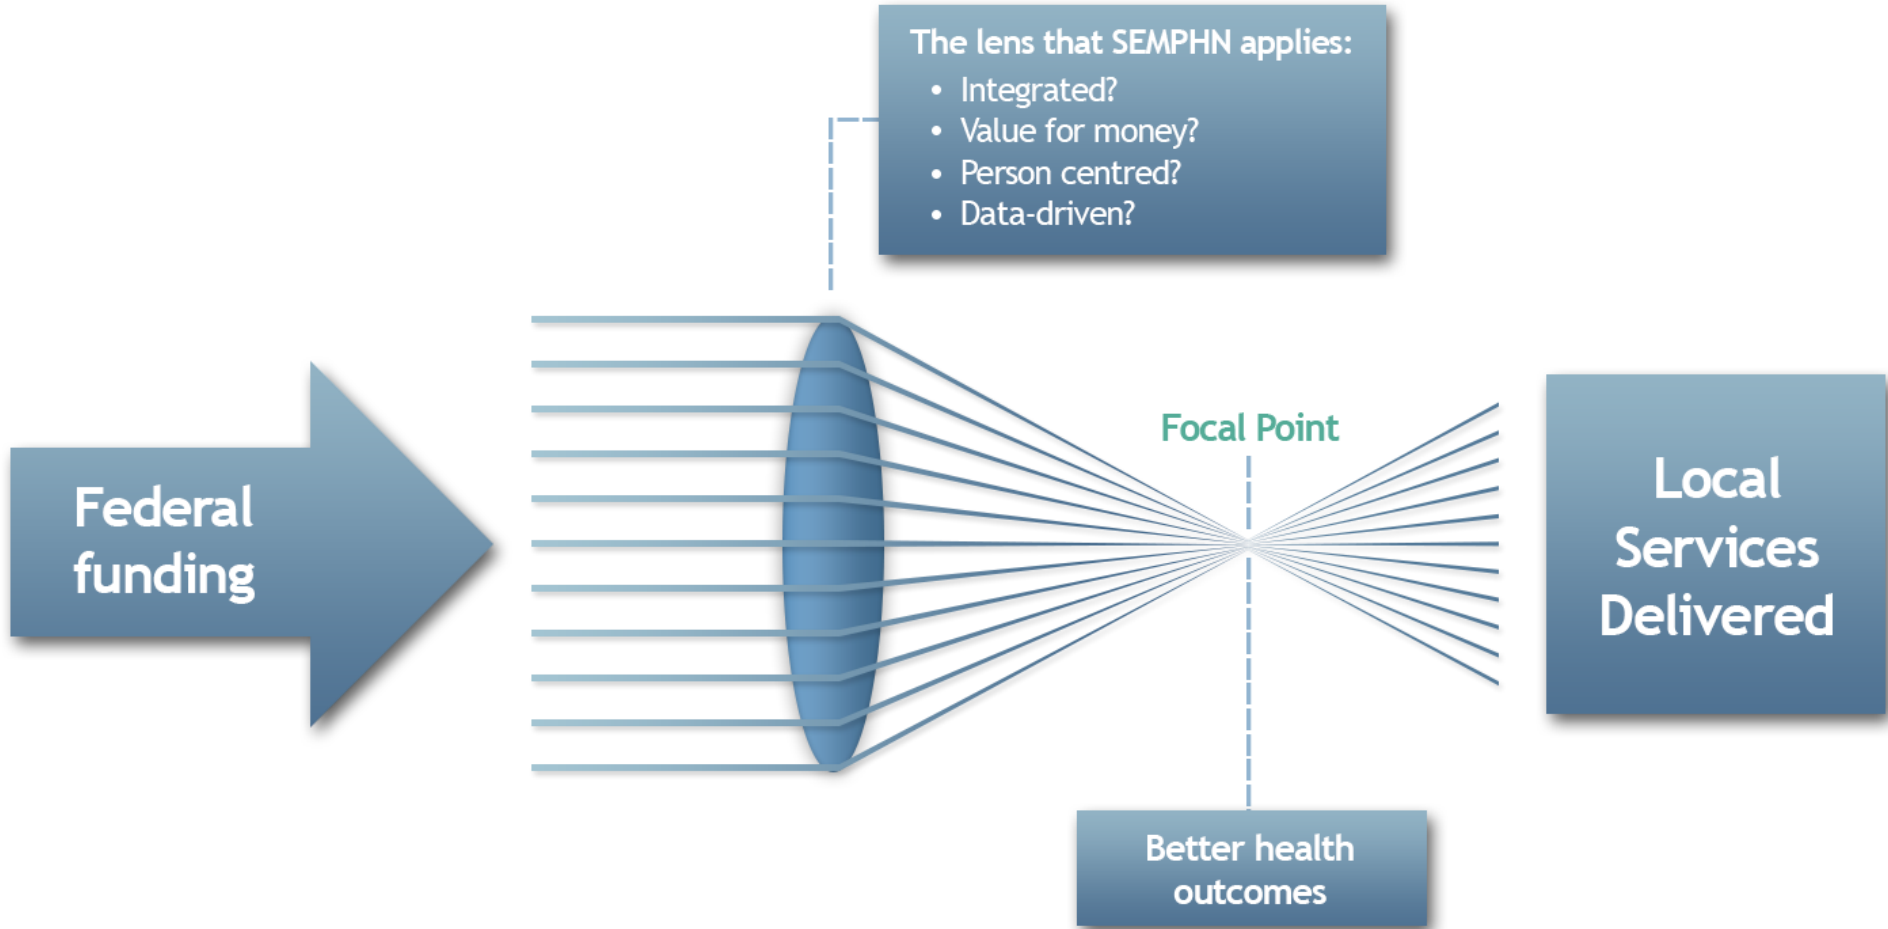 The lens that SEMPHN applies:
• Integrated?
• Value for money?
• Person centred?
• Data-driven?
Federal
funding
Focal Point
Local
Services
Delivered
Better health
outcomes